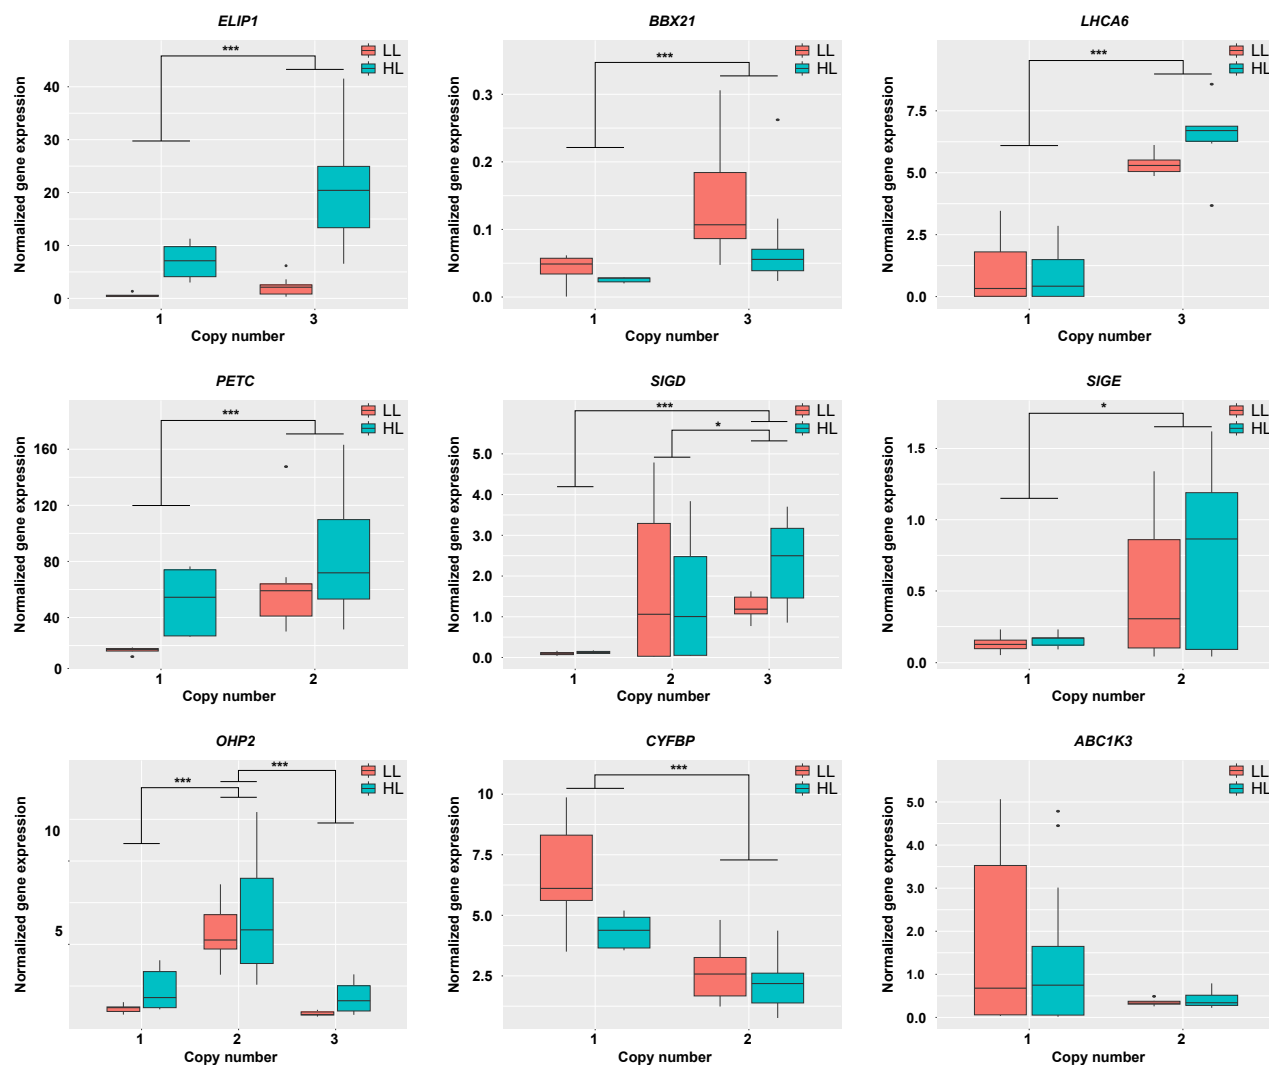 ELIP1
BBX21
LHCA6
Normalized gene expression
40
30
20
10
0
***
LL
HL
1
3
Copy number
Normalized gene expression
0.3
0.2
0.1
0.0
***
LL
HL
1
3
Copy number
Normalized gene expression
7.5
5.0
2.5
0.0
***
LL
HL
1
3
Copy number
PETC
SIGD
SIGE
Normalized gene expression
160
120
80
40
0
***
LL
HL
1
2
Copy number
Normalized gene expression
5.0
4.0
3.0
2.0
1.0
0.0
***
*
LL
HL
1
2
3
Copy number
Normalized gene expression
1.5
1.0
0.5
0.0
*
LL
HL
1
2
Copy number
OHP2
CYFBP
ABC1K3
Normalized gene expression
10
5
***
***
LL
HL
1
2
3
Copy number
Normalized gene expression
10
7.5
5.0
2.5
***
LL
HL
1
2
Copy number
Normalized gene expression
5.0
4.0
3.0
2.0
1.0
0.0
LL
HL
1
2
Copy number